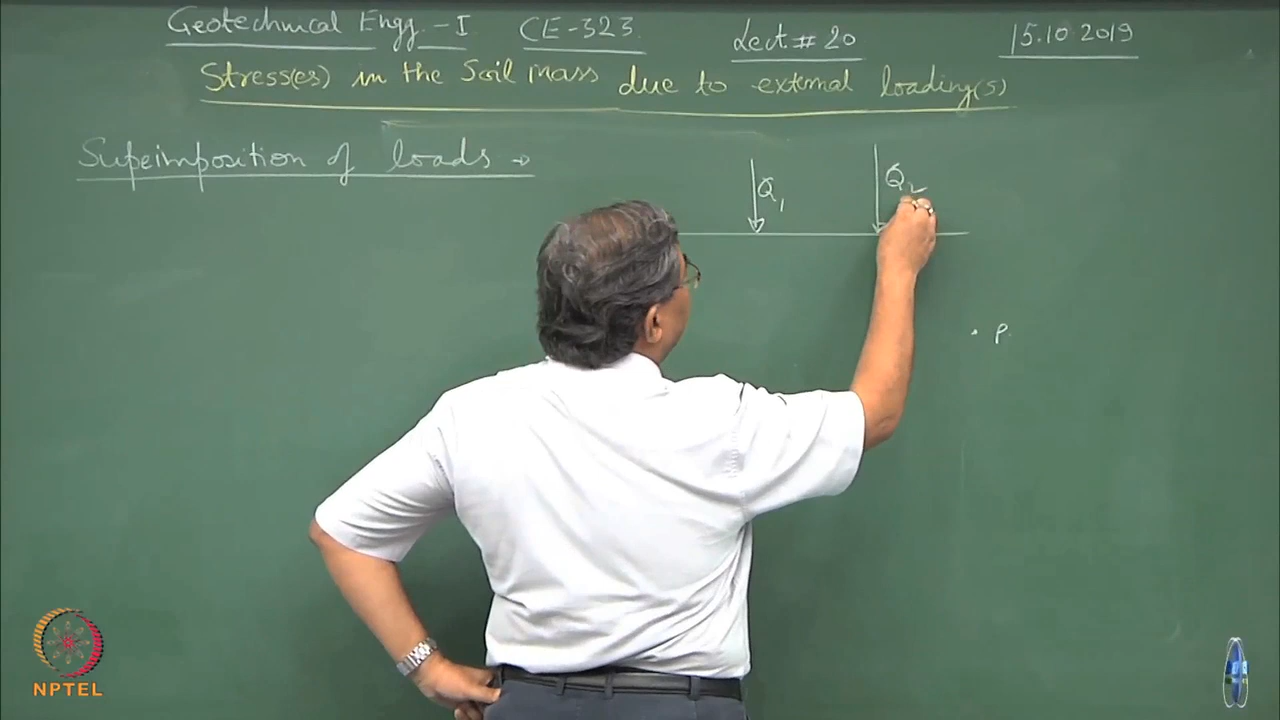 Geotechnical Engg. - I CE-323. Lect. # 20 15.10 2019
Stress(es) in the Soil mass due to external loading(s)
Supeimposition of loads →
Q1
Q2
P.
NPTEL